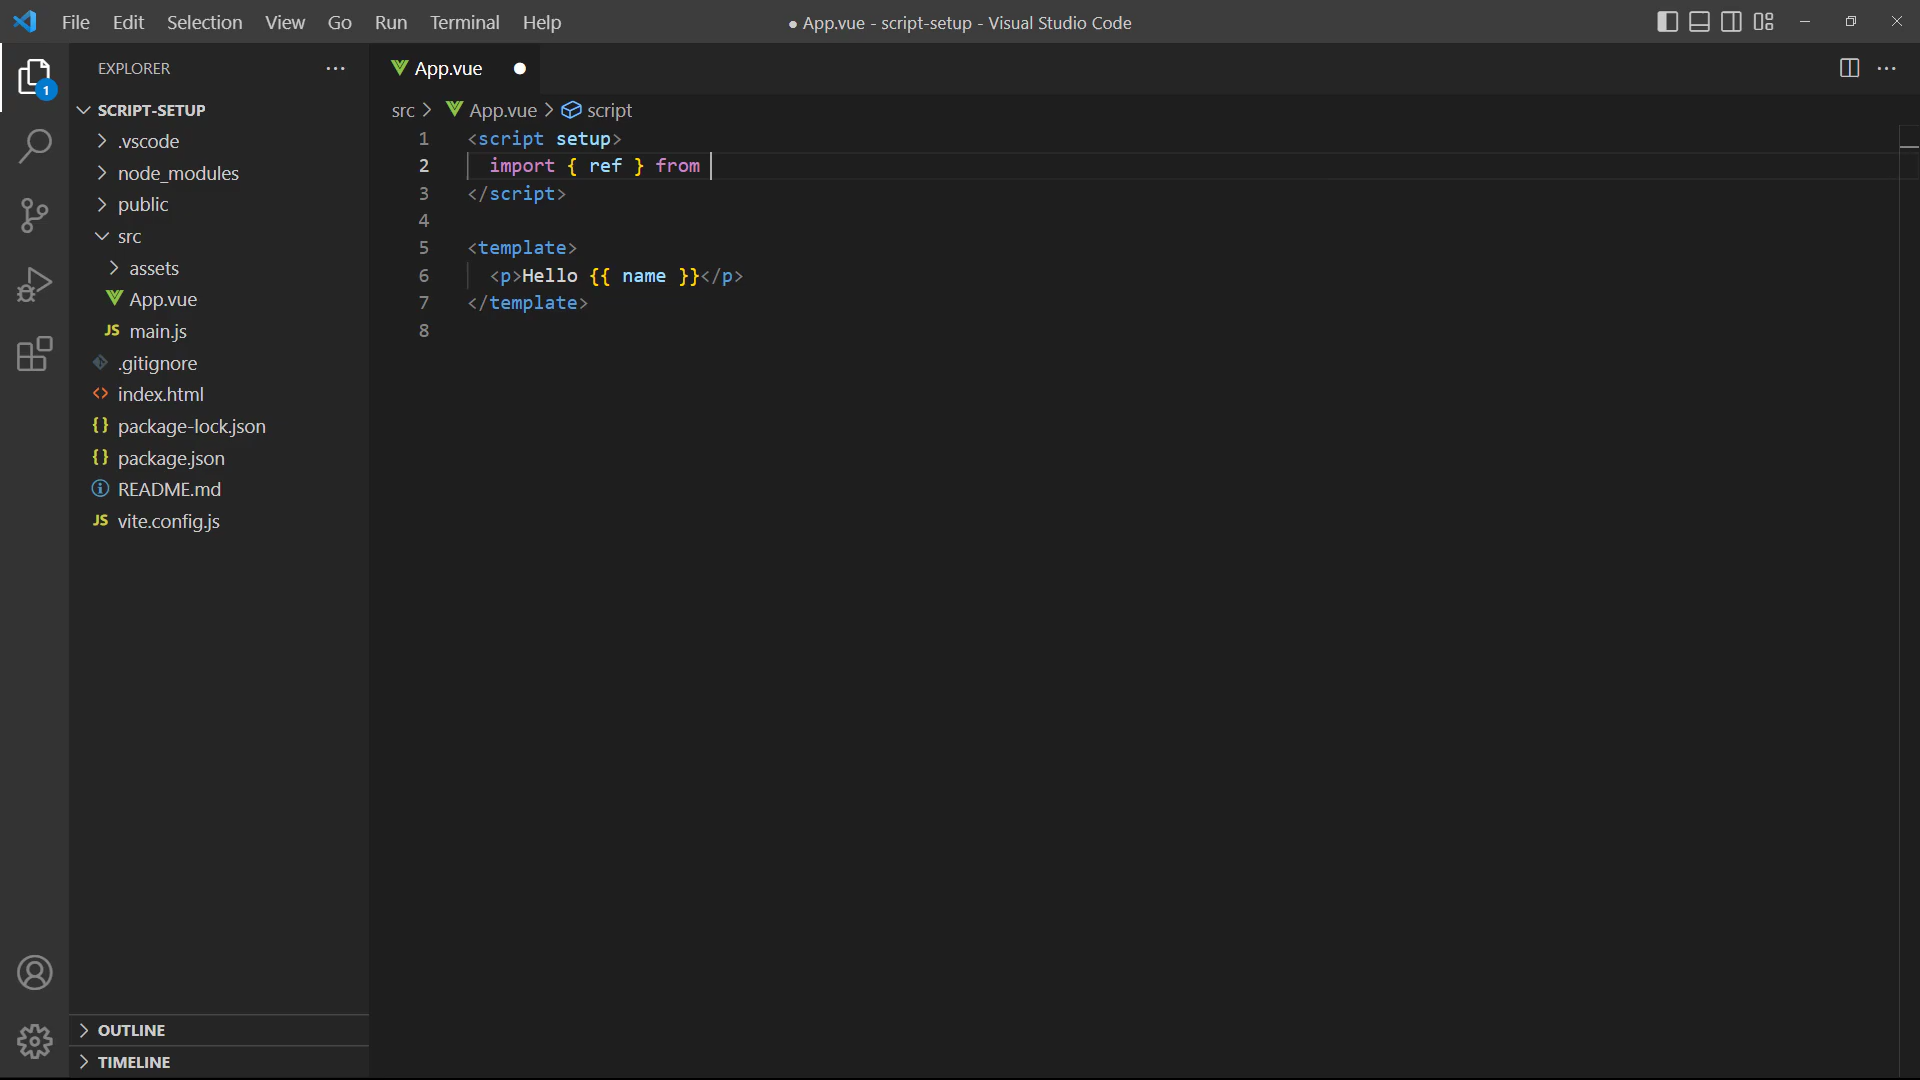 File Edit Selection View Go Run Terminal Help
● App.vue - script-setup - Visual Studio Code
EXPLORER
1
SCRIPT-SETUP
.vscode
node_modules
public
src
assets
App.vue
JS main.js
.gitignore
<> index.html
{} package-lock.json
{} package.json
README.md
JS vite.config.js
OUTLINE
TIMELINE
App.vue
src > App.vue > script
1 <script setup>
2 import { ref } from
3 </script>
4
5 <template>
6 <p>Hello {{ name }}</p>
7 </template>
8